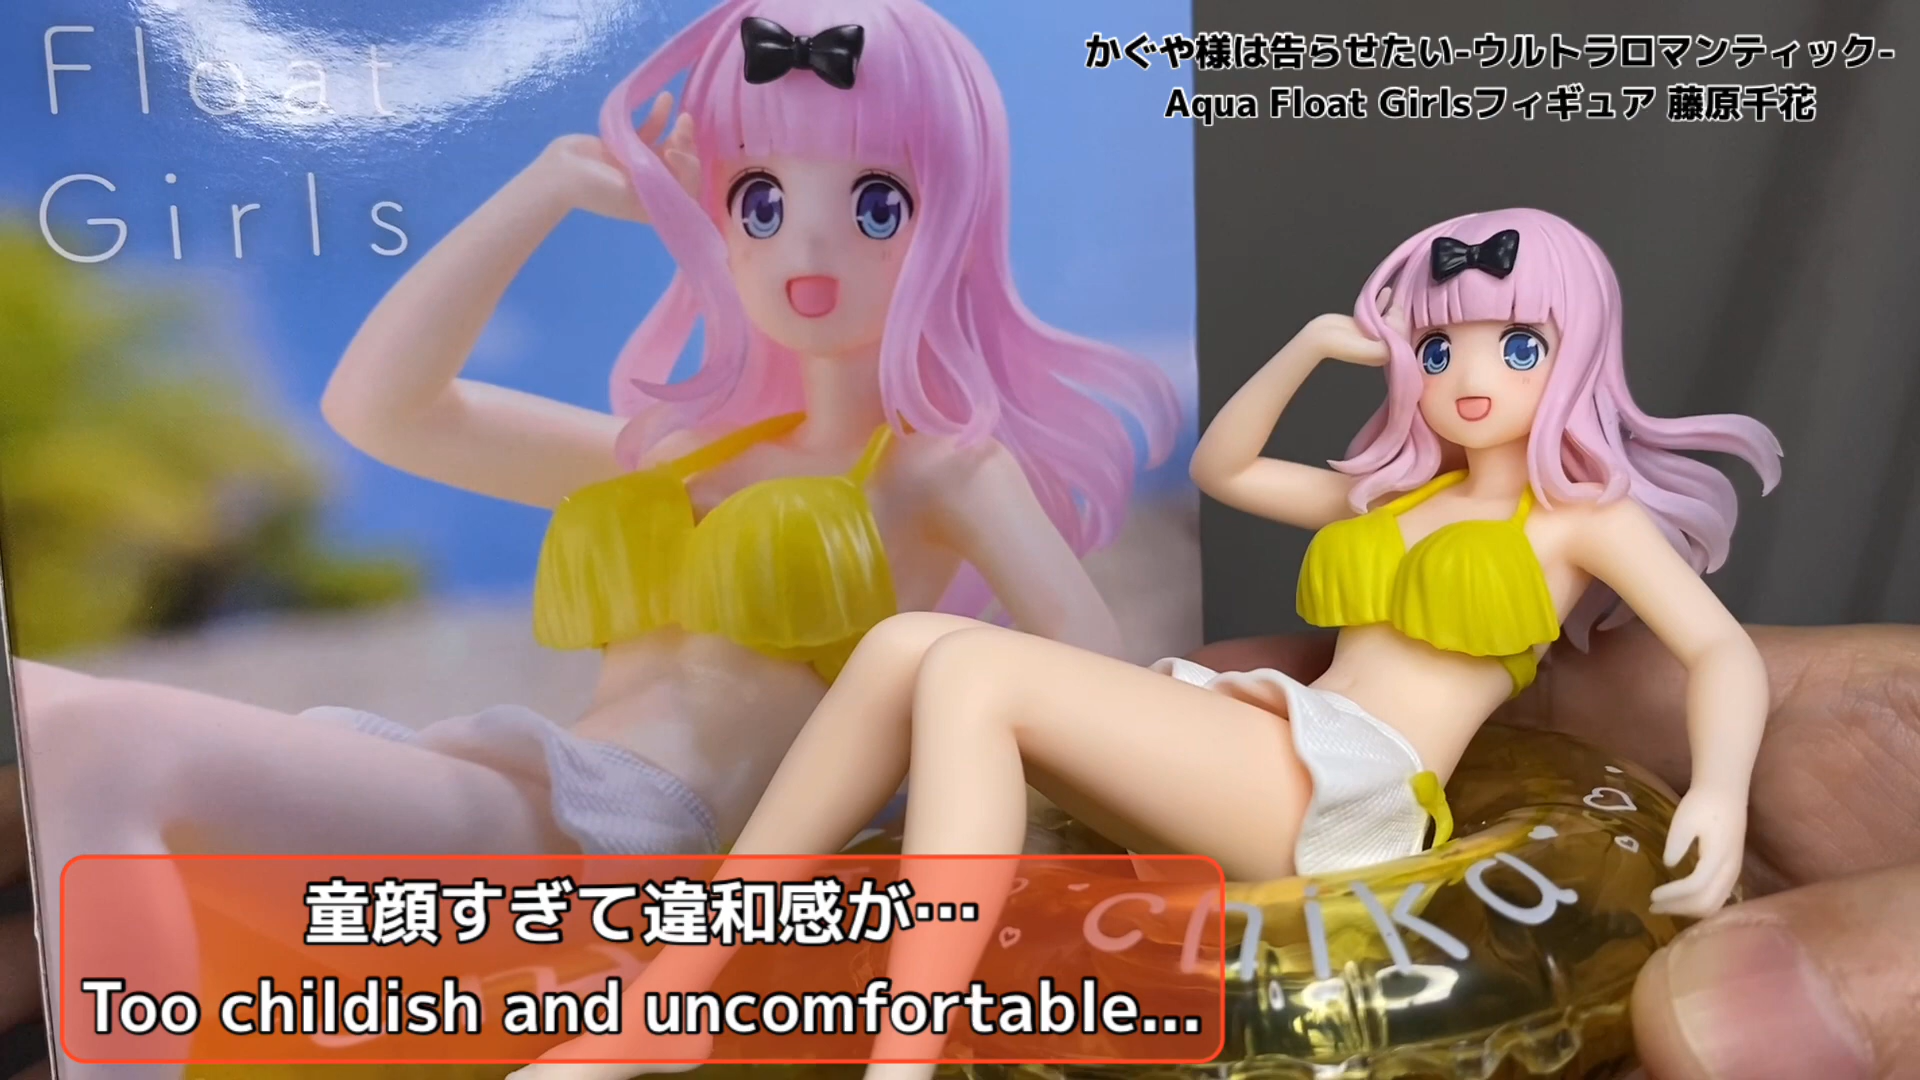 Float
Girls
かぐや様は告らせたい-ウルトラロマンティック-
Aqua Float Girlsフィギュア 藤原千花
chika
童顔すぎて違和感が…
Too childish and uncomfortable...